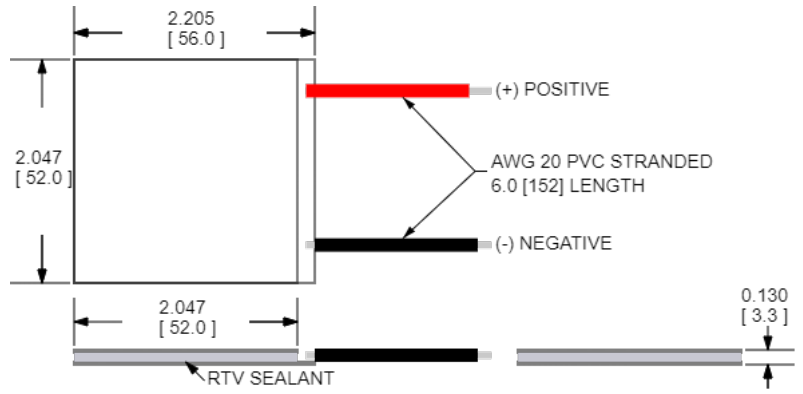 2.205
[ 56.0 ]
(+) POSITIVE
2.047
[ 52.0 ]
AWG 20 PVC STRANDED
6.0 [152] LENGTH
(-) NEGATIVE
2.047
[ 52.0 ]
0.130
[ 3.3 ]
RTV SEALANT